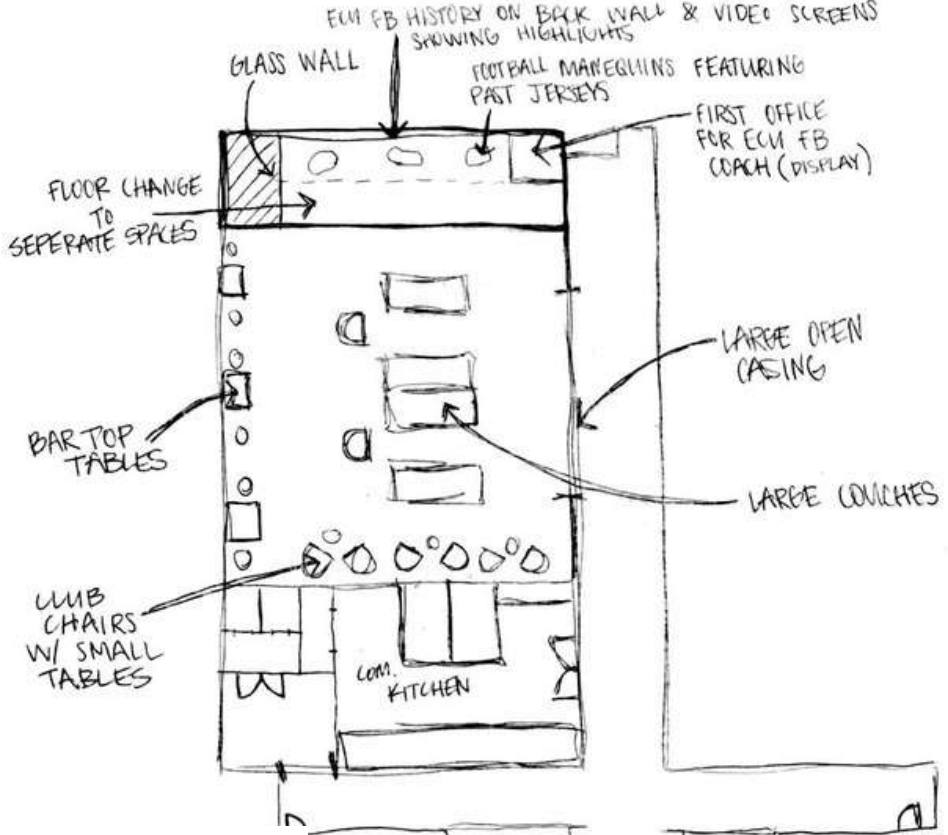 ECU FB HISTORY ON BACK WALL & VIDEO SCREENS
SHOWING HIGHLIGHTS
GLASS WALL
FOOTBALL MANEQUINS FEATURING
PAST JERSEYS
FIRST OFFICE
FOR ECU FB
COACH (DISPLAY)
FLOOR CHANGE
TO
SEPERATE SPACES
LARGE OPEN
CASING
BAR TOP
TABLES
LARGE COUCHES
CLUB
CHAIRS
W/ SMALL
TABLES
COM.
KITCHEN